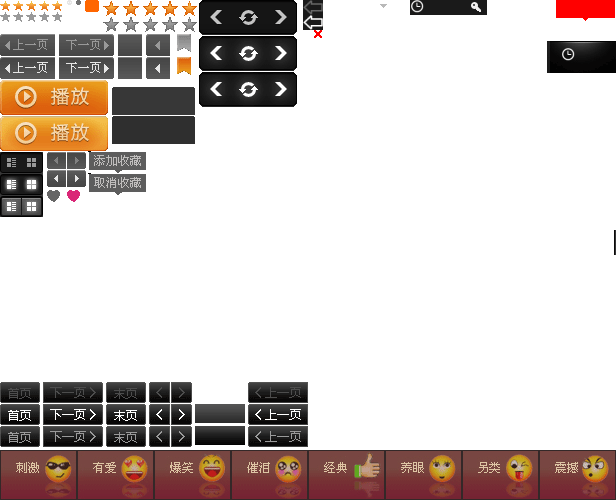 上一页 下一页
上一页 下一页
播放
播放
添加收藏
取消收藏
首页 下一页 末页 上一页
首页 下一页 末页 上一页
首页 下一页 末页 上一页
刺激 有爱 爆笑 催泪 经典 养眼 另类 震撼